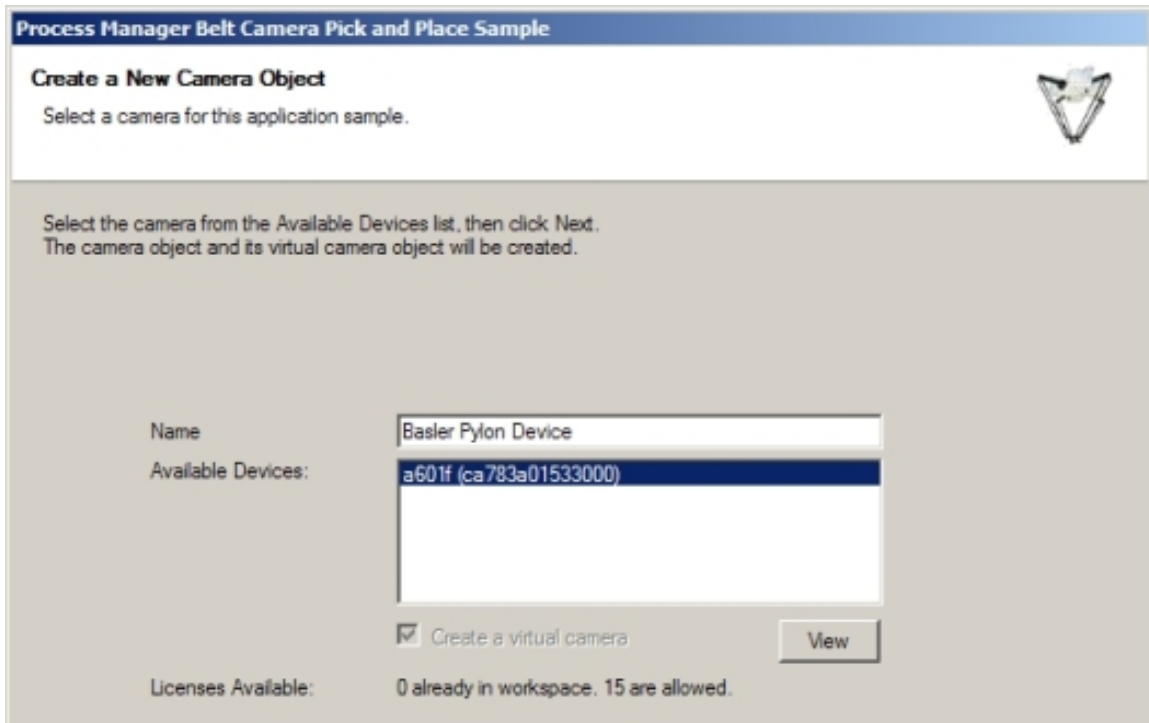 Process Manager Belt Camera Pick and Place Sample
Create a New Camera Object
Select a camera for this application sample.
Select the camera from the Available Devices list, then click Next.
The camera object and its virtual camera object will be created.
Name
Basler Pylon Device
Available Devices:
a601f (ca783a01533000)
Create a virtual camera
View
Licenses Available:
0 already in workspace. 15 are allowed.